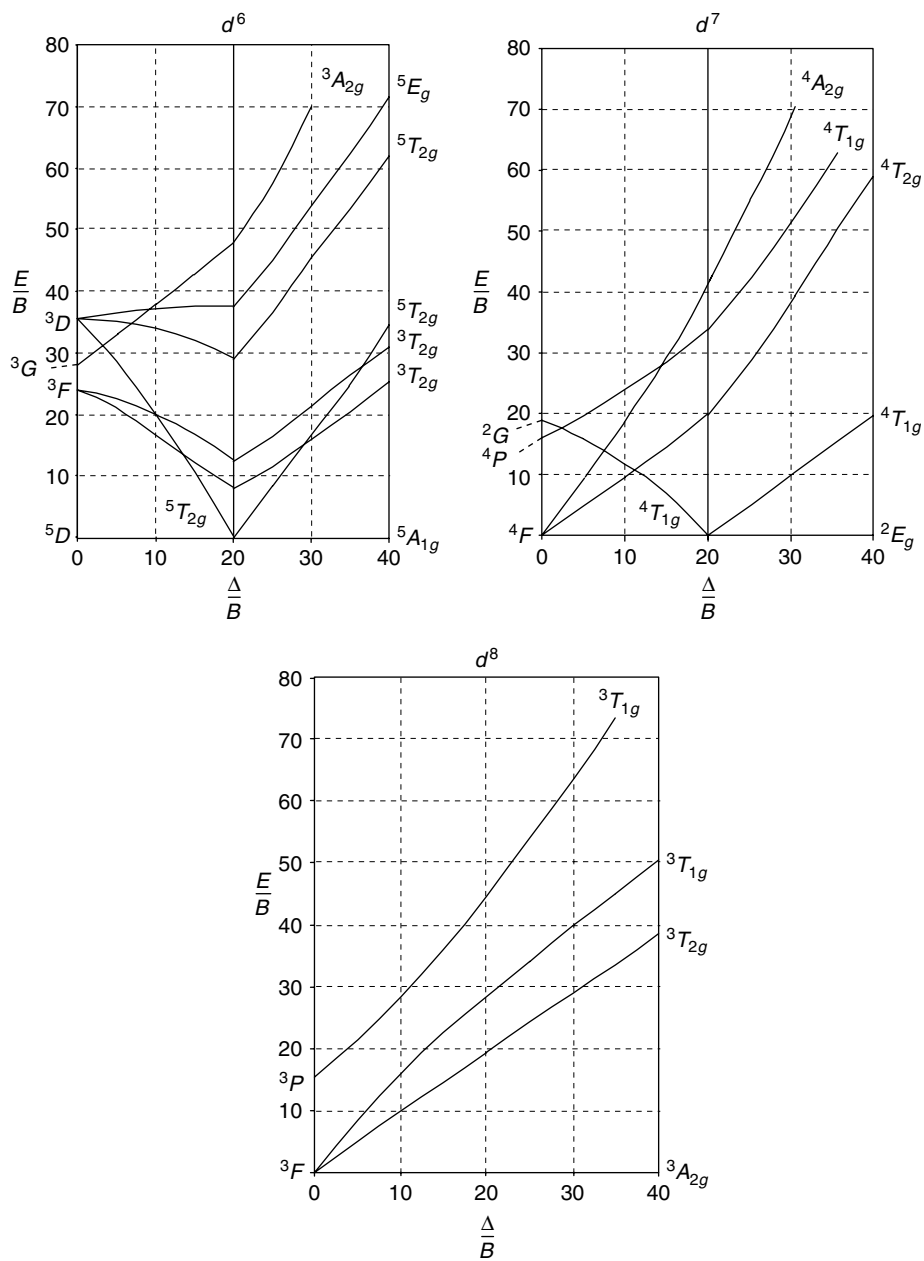 d⁶
80
70
60
50
40
30
20
10
E/B
³D
³G
³F
⁵D
³A₂g
⁵Eg
⁵T₂g
⁵T₂g
³T₂g
³T₂g
⁵T₂g
⁵A₁g
0 10 20 30 40
Δ/B
d⁷
80
70
60
50
40
30
20
10
E/B
²G
⁴P
⁴F
⁴A₂g
⁴T₁g
⁴T₂g
⁴T₁g
⁴T₁g
²Eg
0 10 20 30 40
Δ/B
d⁸
80
70
60
50
40
30
20
10
E/B
³P
³F
³T₁g
³T₁g
³T₂g
³A₂g
0 10 20 30 40
Δ/B